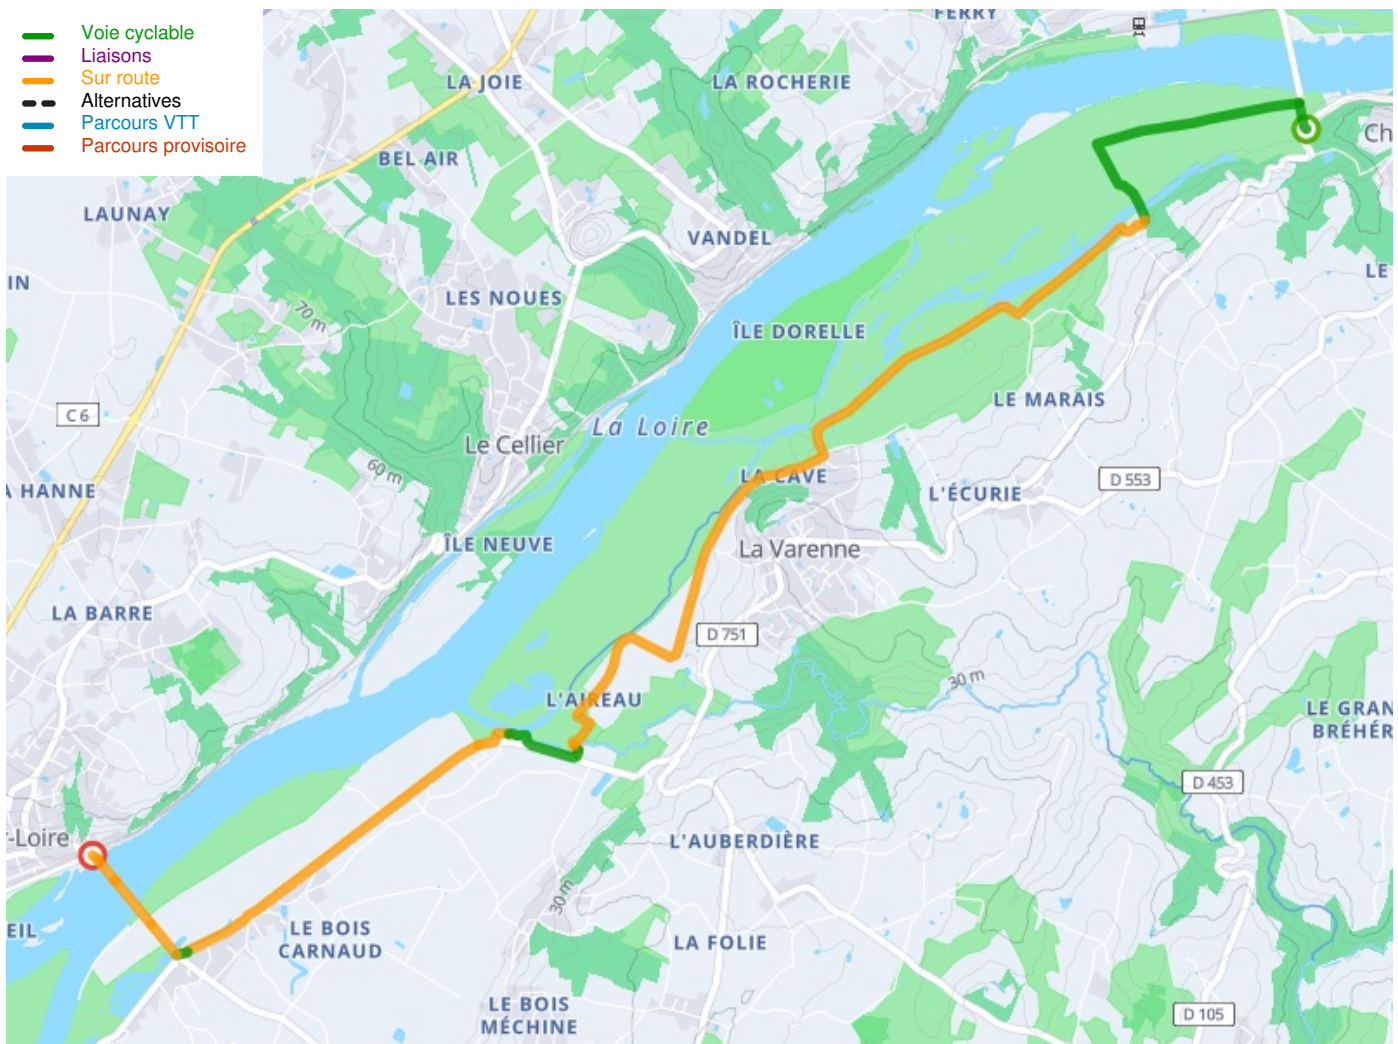 Voie cyclable
Liaisons
Sur route
Alternatives
Parcours VTT
Parcours provisoire
FERRY
LA JOIE
LA ROCHERIE
Ch
BEL AIR
LAUNAY
VANDEL
LE
IN
LES NOUES
70 m
ÎLE DORELLE
LE MARAIS
C 6
La Loire
Le Cellier
60 m
LA CAVE
D 553
A HANNE
L'ÉCURIE
ÎLE NEUVE
La Varenne
LA BARRE
D 751
30 m
L'AIREAU
LE GRAN
BRÉHÉR
D 453
r-Loire
L'AUBERDIÈRE
30 m
EIL
LE BOIS
CARNAUD
LA FOLIE
LE BOIS
MÉCHINE
D 105